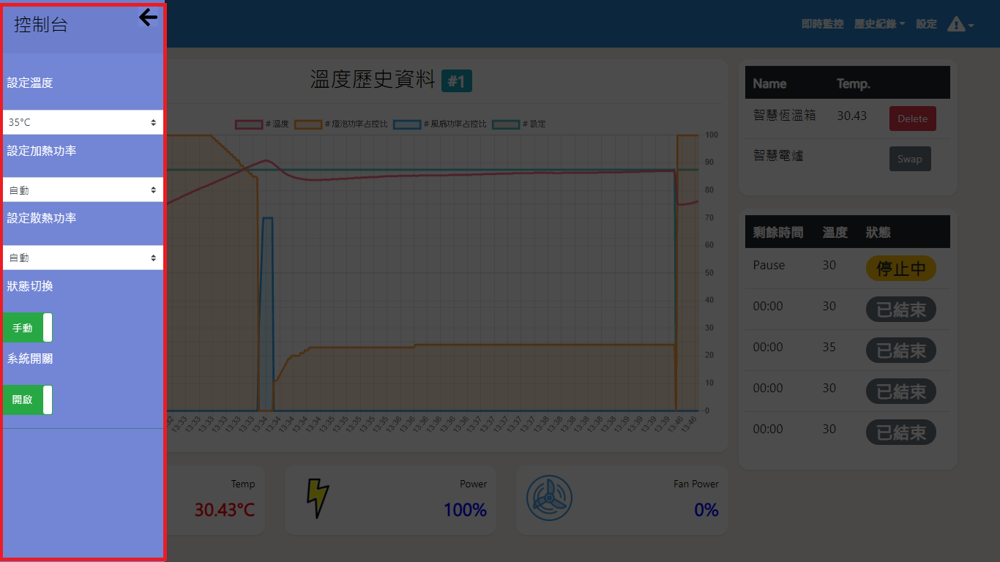 控制台
設定溫度
35°C
設定加熱功率
自動
設定散熱功率
自動
狀態切換
手動
系統開關
開啟
即時監控 歷史紀錄 設定
溫度歷史資料 #1
# 溫度 # 燈泡功率占控比 # 風扇功率占控比 # 設定
100
90
80
70
60
50
40
30
20
10
0
13:33 13:33 13:33 13:33 13:33 13:33 13:34 13:34 13:34 13:34 13:34 13:35 13:35 13:35 13:35 13:35 13:36 13:36 13:36 13:36 13:36 13:37 13:37 13:37 13:37 13:38 13:38 13:38 13:38 13:38 13:39 13:39 13:39 13:39 13:46 13:46
Temp
30.43°C
Power
100%
Fan Power
0%
Name Temp.
智慧恆溫箱 30.43 Delete
智慧電爐 Swap
剩餘時間 溫度 狀態
Pause 30 停止中
00:00 30 已結束
00:00 35 已結束
00:00 30 已結束
00:00 30 已結束